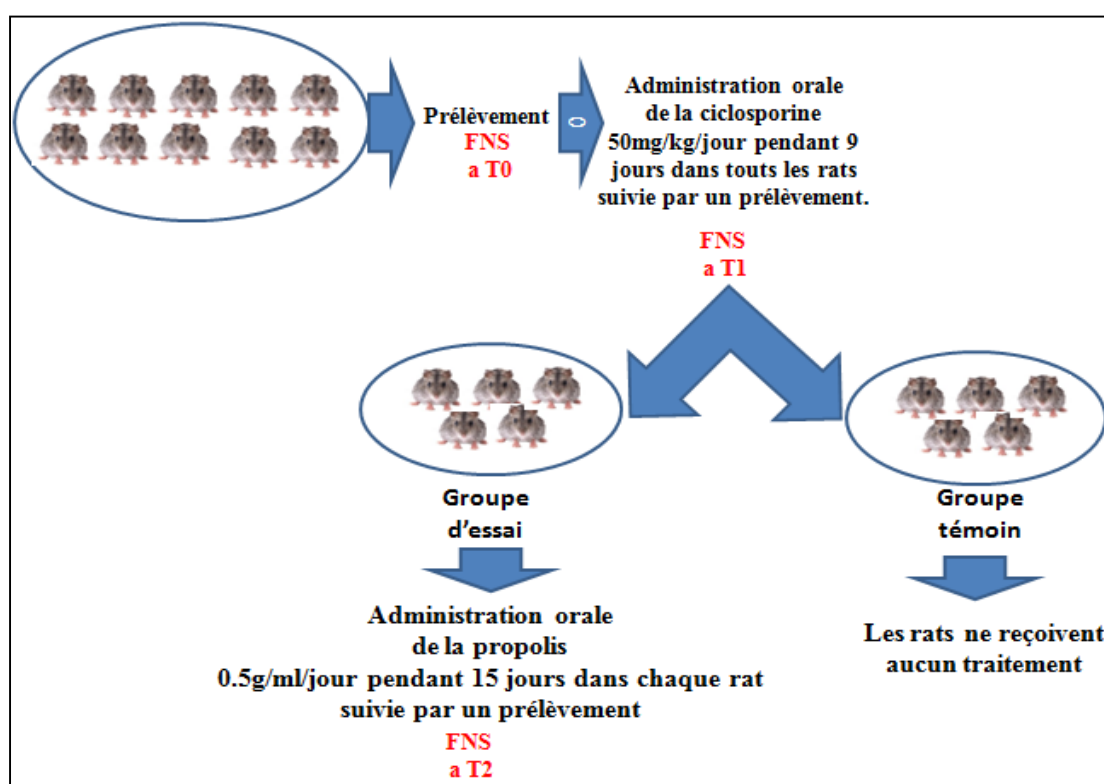 Prélèvement
FNS
a T0
0
Administration orale
de la ciclosporine
50mg/kg/jour pendant 9
jours dans touts les rats
suivie par un prélèvement.
FNS
a T1
Groupe
d'essai
Groupe
témoin
Administration orale
de la propolis
0.5g/ml/jour pendant 15 jours dans chaque rat
suivie par un prélèvement
FNS
a T2
Les rats ne reçoivent
aucun traitement